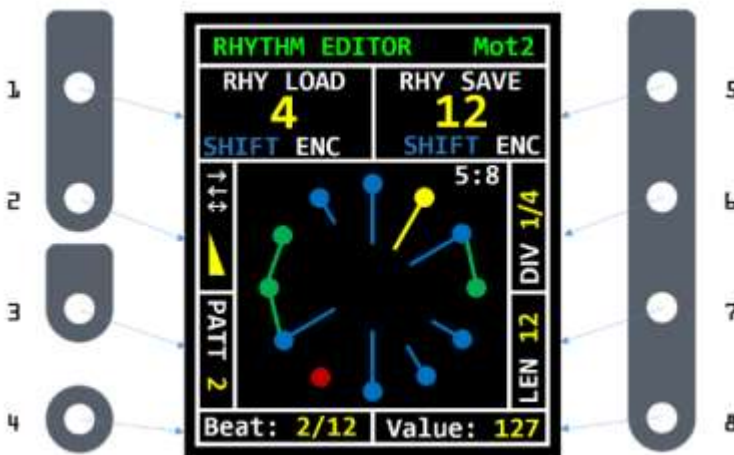 RHYTHM EDITOR Mot2
1
RHY LOAD
4
SHIFT ENC
RHY SAVE
12
SHIFT ENC
5
2
↑↓⇔
5:8
DIV 1/4
6
3
PATT 2
LEN 12
7
4
Beat: 2/12
Value: 127
8